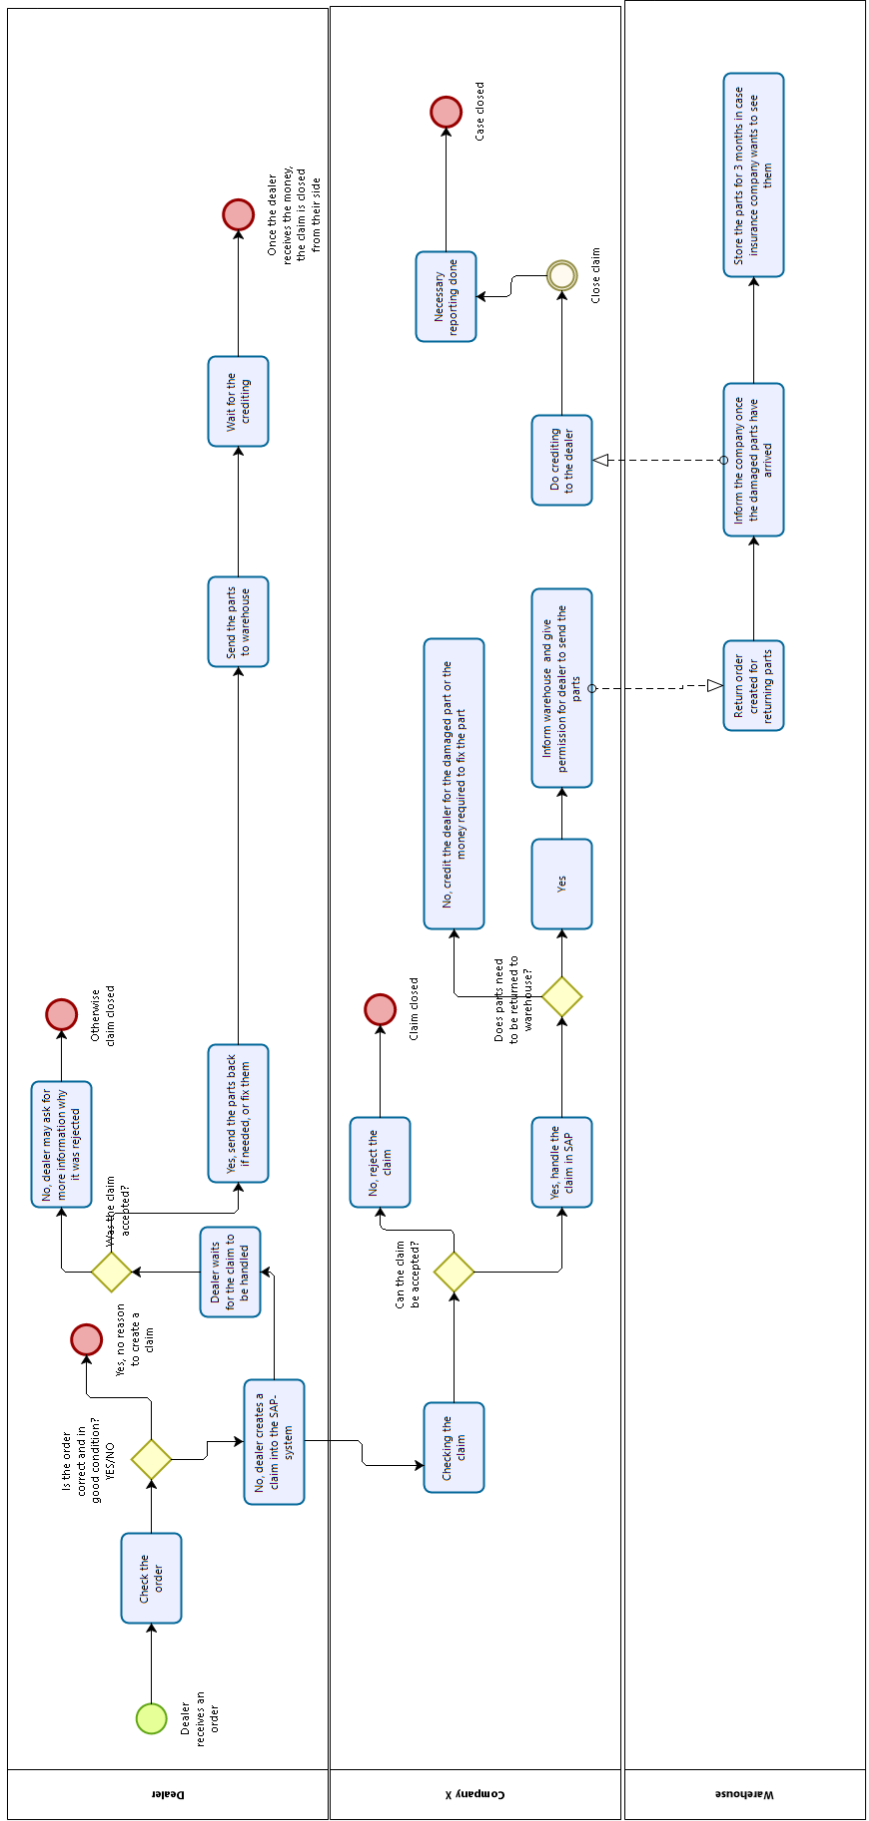 Dealer
Dealer
receives an
order
Check the
order
Is the order
correct and in
good condition?
YES/NO
Yes, no reason
to create a
claim
No, dealer creates a
claim into the SAP-
system
Dealer waits
for the claim to
be handled
Was the claim
accepted?
No, dealer may ask for
more information why
it was rejected
Otherwise
claim closed
Yes, send the parts back
if needed, or fix them
Send the parts
to warehouse
Wait for the
crediting
Once the dealer
receives the money,
the claim is closed
from their side
Company X
Checking the
claim
Can the claim
be accepted?
No, reject the
claim
Claim closed
Yes, handle the
claim in SAP
Does parts need
to be returned to
warehouse?
No, credit the dealer for the damaged part or the
money required to fix the part
Yes
Inform warehouse and give
permission for dealer to send the
parts
Do crediting
to the dealer
Close claim
Necessary
reporting done
Case closed
Warehouse
Return order
created for
returning parts
Inform the company once
the damaged parts have
arrived
Store the parts for 3 months in case
insurance company wants to see
them